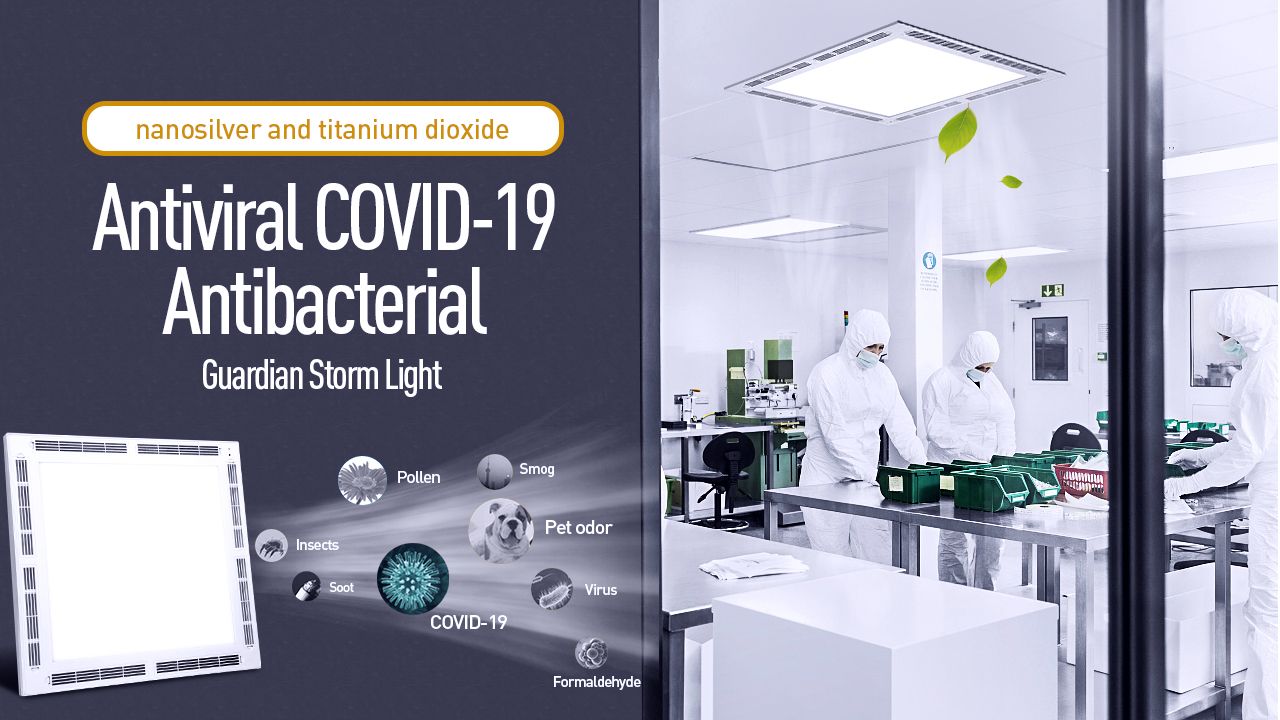 nanosilver and titanium dioxide
Antiviral COVID-19
Antibacterial
Guardian Storm Light
Pollen
Smog
Pet odor
Insects
Soot
COVID-19
Virus
Formaldehyde